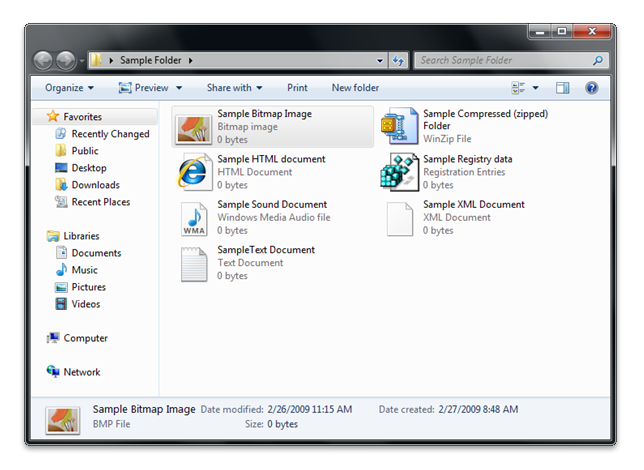 Sample Folder
Search Sample Folder
Organize Preview Share with Print New folder
Favorites
Recently Changed
Public
Desktop
Downloads
Recent Places
Libraries
Documents
Music
Pictures
Videos
Computer
Network
Sample Bitmap Image
Bitmap image
0 bytes
Sample Compressed (zipped)
Folder
WinZip File
Sample HTML document
HTML Document
0 bytes
Sample Registry data
Registration Entries
0 bytes
WMA
Sample Sound Document
Windows Media Audio file
0 bytes
Sample XML Document
XML Document
0 bytes
SampleText Document
Text Document
0 bytes
Sample Bitmap Image Date modified: 2/26/2009 11:15 AM Date created: 2/27/2009 8:48 AM
BMP File Size: 0 bytes